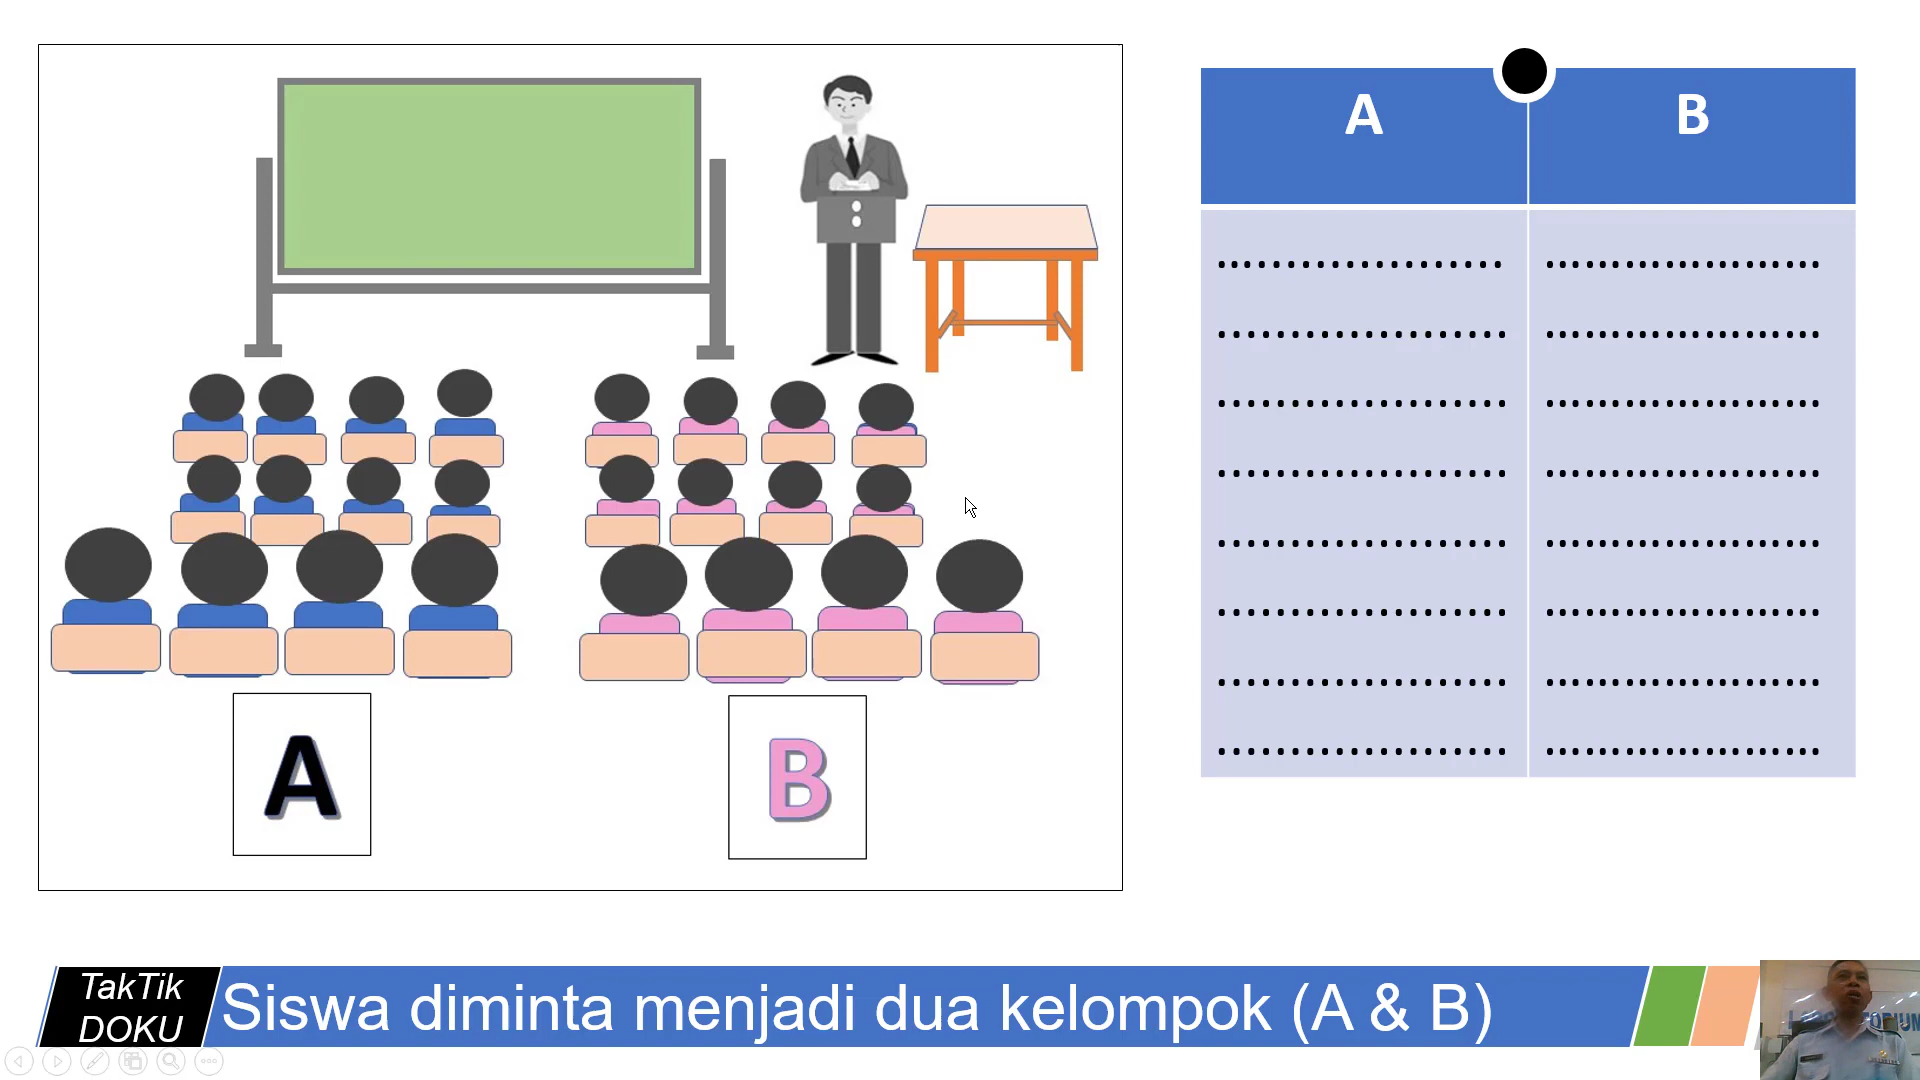 A B
A
B
TakTik
DOKU
Siswa diminta menjadi dua kelompok (A & B)